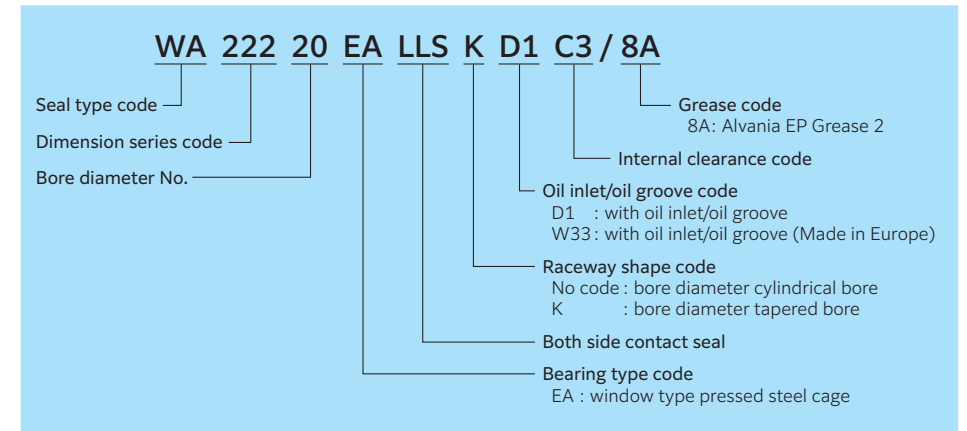 WA 222 20 EA LLS K D1 C3 / 8A
Seal type code
Dimension series code
Bore diameter No.
Grease code
8A: Alvania EP Grease 2
Internal clearance code
Oil inlet/oil groove code
D1 : with oil inlet/oil groove
W33 : with oil inlet/oil groove (Made in Europe)
Raceway shape code
No code : bore diameter cylindrical bore
K : bore diameter tapered bore
Both side contact seal
Bearing type code
EA : window type pressed steel cage